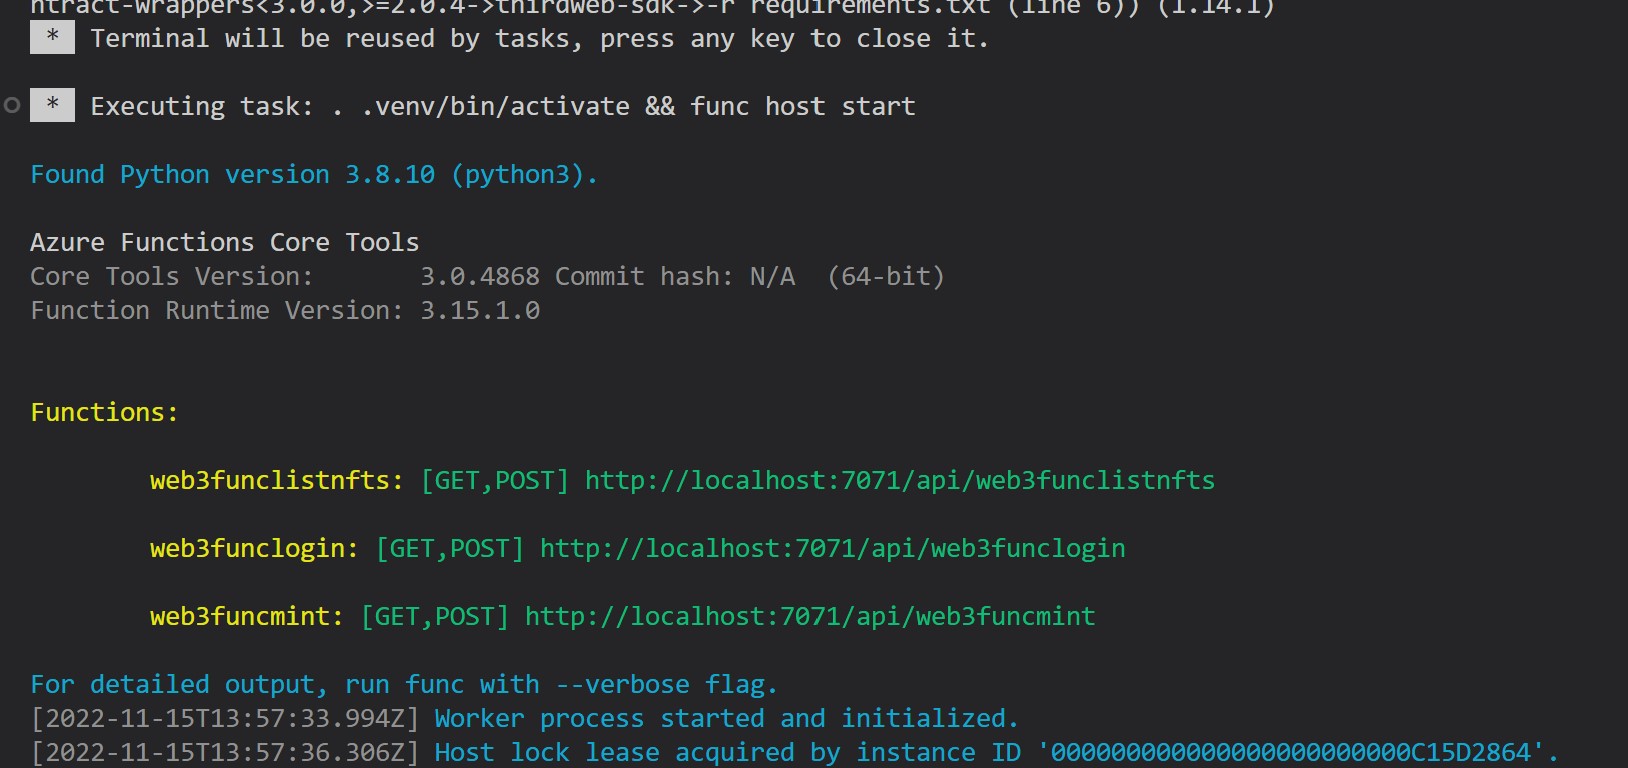 ntract-wrappers<3.0.0,>=2.0.4->thirdweb-sdk->-r requirements.txt (line 6)) (1.14.1)
* Terminal will be reused by tasks, press any key to close it.
* Executing task: . .venv/bin/activate && func host start
Found Python version 3.8.10 (python3).
Azure Functions Core Tools
Core Tools Version:       3.0.4868 Commit hash: N/A  (64-bit)
Function Runtime Version: 3.15.1.0
Functions:
web3funclistnfts: [GET,POST] http://localhost:7071/api/web3funclistnfts
web3funclogin: [GET,POST] http://localhost:7071/api/web3funclogin
web3funcmint: [GET,POST] http://localhost:7071/api/web3funcmint
For detailed output, run func with --verbose flag.
[2022-11-15T13:57:33.994Z] Worker process started and initialized.
[2022-11-15T13:57:36.306Z] Host lock lease acquired by instance ID '000000000000000000000000C15D2864'.